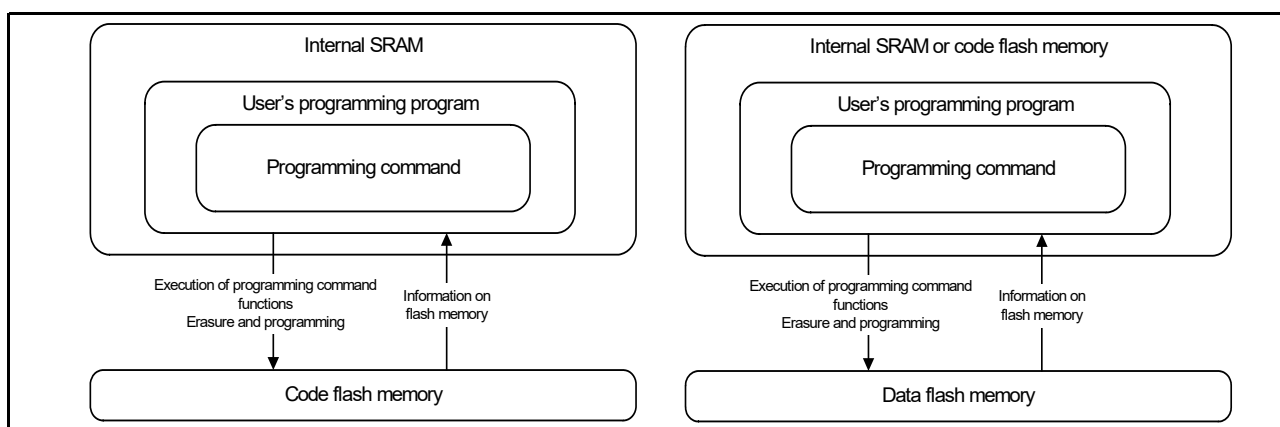 Internal SRAM
User's programming program
Programming command
Execution of programming command
functions
Erasure and programming
Information on
flash memory
Code flash memory
Internal SRAM or code flash memory
User's programming program
Programming command
Execution of programming command
functions
Erasure and programming
Information on
flash memory
Data flash memory